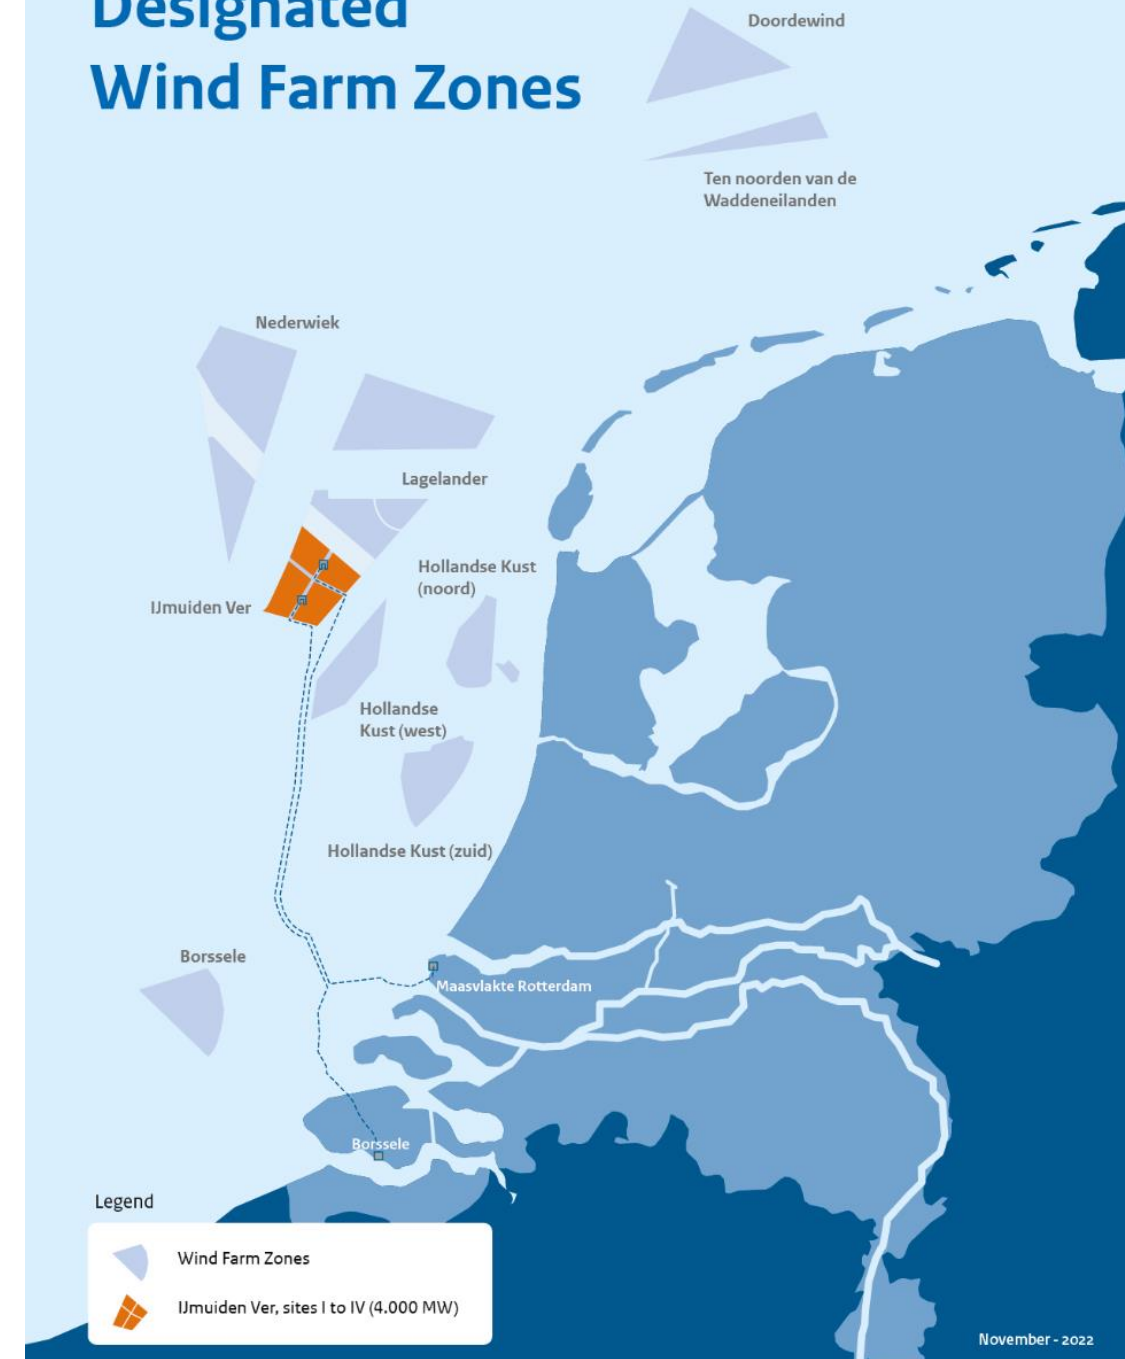 Designated
Wind Farm Zones
Doordewind
Ten noorden van de
Waddeneilanden
Nederwiek
Lagelander
Hollandse Kust
(noord)
IJmuiden Ver
Hollandse
Kust (west)
Hollandse Kust (zuid)
Borssele
Maasvlakte Rotterdam
Borssele
Legend
Wind Farm Zones
IJmuiden Ver, sites I to IV (4.000 MW)
November - 2022